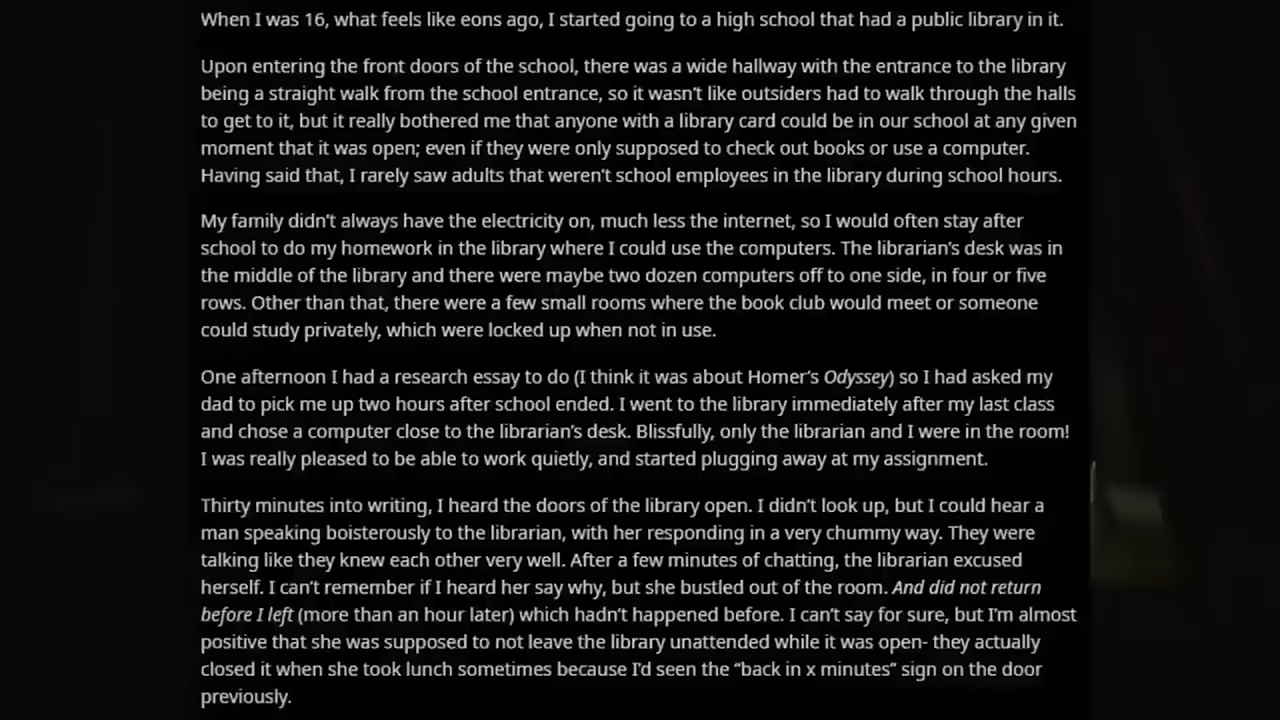 When I was 16, what feels like eons ago, I started going to a high school that had a public library in it.
Upon entering the front doors of the school, there was a wide hallway with the entrance to the library
being a straight walk from the school entrance, so it wasn't like outsiders had to walk through the halls
to get to it, but it really bothered me that anyone with a library card could be in our school at any given
moment that it was open; even if they were only supposed to check out books or use a computer.
Having said that, I rarely saw adults that weren't school employees in the library during school hours.
My family didn't always have the electricity on, much less the internet, so I would often stay after
school to do my homework in the library where I could use the computers. The librarian's desk was in
the middle of the library and there were maybe two dozen computers off to one side, in four or five
rows. Other than that, there were a few small rooms where the book club would meet or someone
could study privately, which were locked up when not in use.
One afternoon I had a research essay to do (I think it was about Homer's Odyssey) so I had asked my
dad to pick me up two hours after school ended. I went to the library immediately after my last class
and chose a computer close to the librarian's desk. Blissfully, only the librarian and I were in the room!
I was really pleased to be able to work quietly, and started plugging away at my assignment.
Thirty minutes into writing, I heard the doors of the library open. I didn't look up, but I could hear a
man speaking boisterously to the librarian, with her responding in a very chummy way. They were
talking like they knew each other very well. After a few minutes of chatting, the librarian excused
herself. I can't remember if I heard her say why, but she bustled out of the room. And did not return
before I left (more than an hour later) which hadn't happened before. I can't say for sure, but I'm almost
positive that she was supposed to not leave the library unattended while it was open- they actually
closed it when she took lunch sometimes because I'd seen the “back in x minutes” sign on the door
previously.